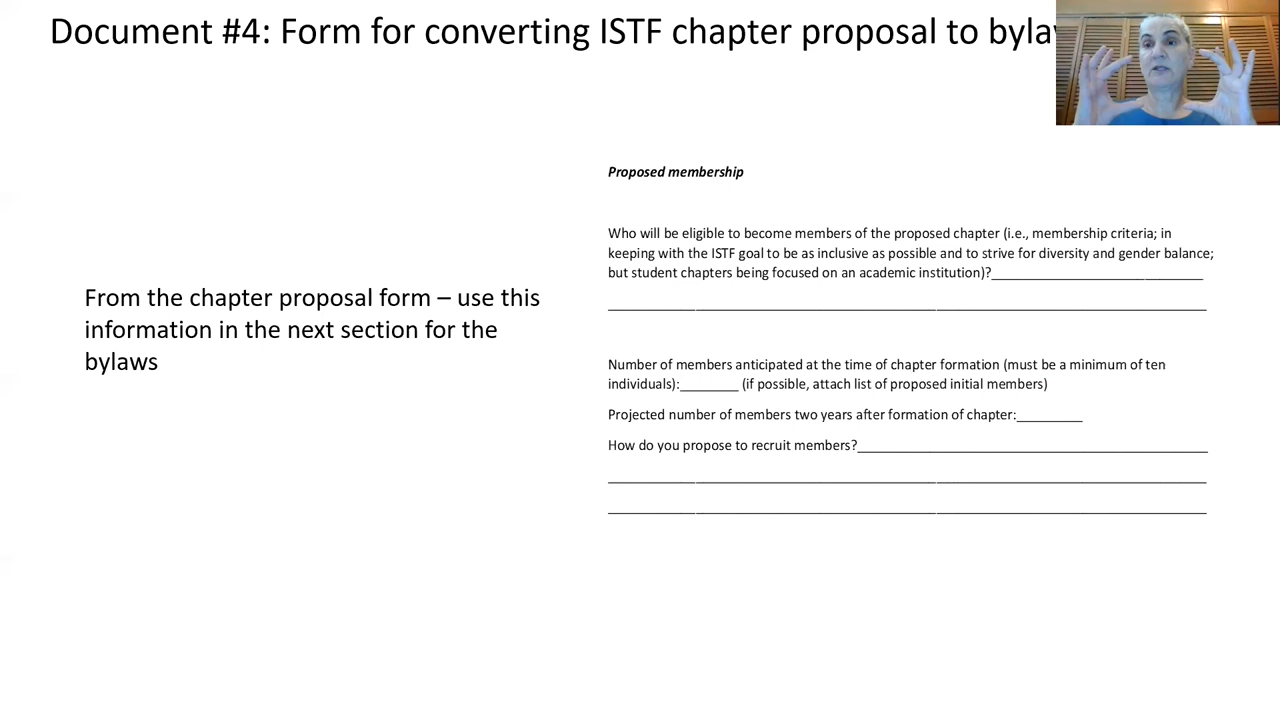 Document #4: Form for converting ISTF chapter proposal to
Proposed membership
Who will be eligible to become members of the proposed chapter (i.e., membership criteria; in
keeping with the ISTF goal to be as inclusive as possible and to strive for diversity and gender balance;
but student chapters being focused on an academic institution)?
From the chapter proposal form – use this
information in the next section for the
bylaws
Number of members anticipated at the time of chapter formation (must be a minimum of ten
individuals):________ (if possible, attach list of proposed initial members)
Projected number of members two years after formation of chapter:_________
How do you propose to recruit members?